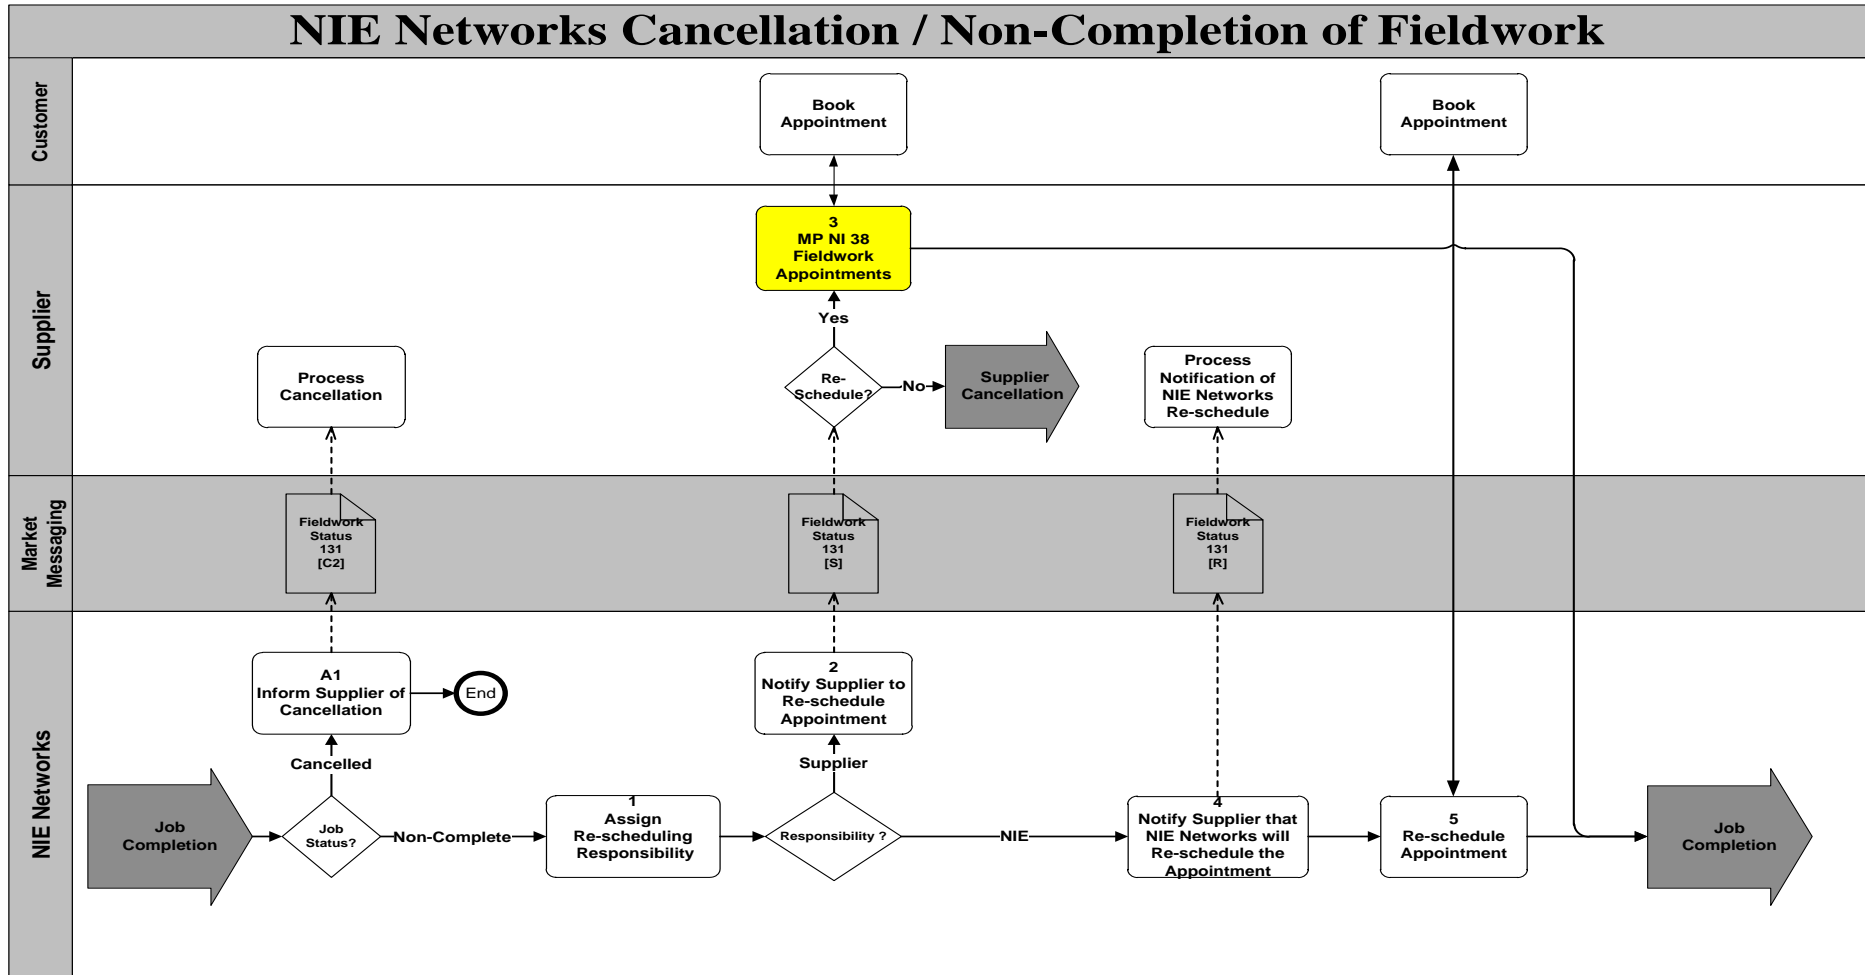 NIE Networks Cancellation / Non-Completion of Fieldwork
Customer
Book
Appointment
Book
Appointment
Supplier
3
MP NI 38
Fieldwork
Appointments
Yes
Process
Cancellation
Re-
Schedule?
No
Supplier
Cancellation
Process
Notification of
NIE Networks
Re-schedule
Market
Messaging
Fieldwork
Status
131
[C2]
Fieldwork
Status
131
[S]
Fieldwork
Status
131
[R]
NIE Networks
A1
Inform Supplier of
Cancellation
End
2
Notify Supplier to
Re-schedule
Appointment
Cancelled
Supplier
Job
Completion
Job
Status?
Non-Complete
1
Assign
Re-scheduling
Responsibility
Responsibility ?
NIE
4
Notify Supplier that
NIE Networks will
Re-schedule the
Appointment
5
Re-schedule
Appointment
Job
Completion